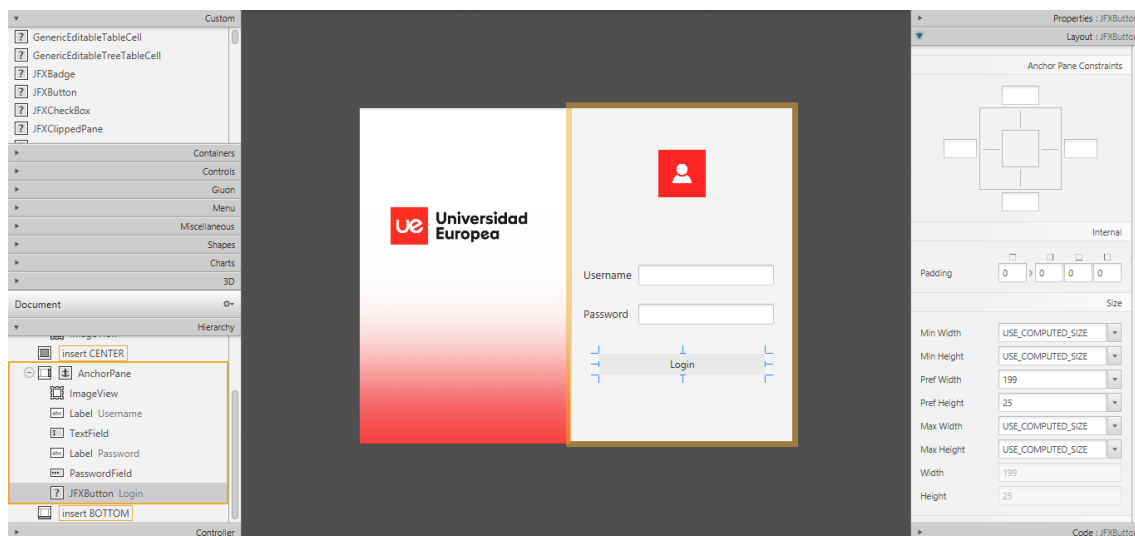 Custom
GenericEditableTableCell
GenericEditableTreeTableCell
JFXBadge
JFXButton
JFXCheckBox
JFXClippedPane
Containers
Controls
Gluon
Menu
Miscellaneous
Shapes
Charts
3D
Document
Hierarchy
insert CENTER
AnchorPane
ImageView
abc Label Username
TextField
abc Label Password
PasswordField
JFXButton Login
insert BOTTOM
Controller
ue Universidad
Europea
Username
Password
Login
Properties : JFXButton
Layout : JFXButton
Anchor Pane Constraints
Internal
Padding 0 > 0 0 0
Size
Min Width USE_COMPUTED_SIZE
Min Height USE_COMPUTED_SIZE
Pref Width 199
Pref Height 25
Max Width USE_COMPUTED_SIZE
Max Height USE_COMPUTED_SIZE
Width 199
Height 25
Code : JFXButton